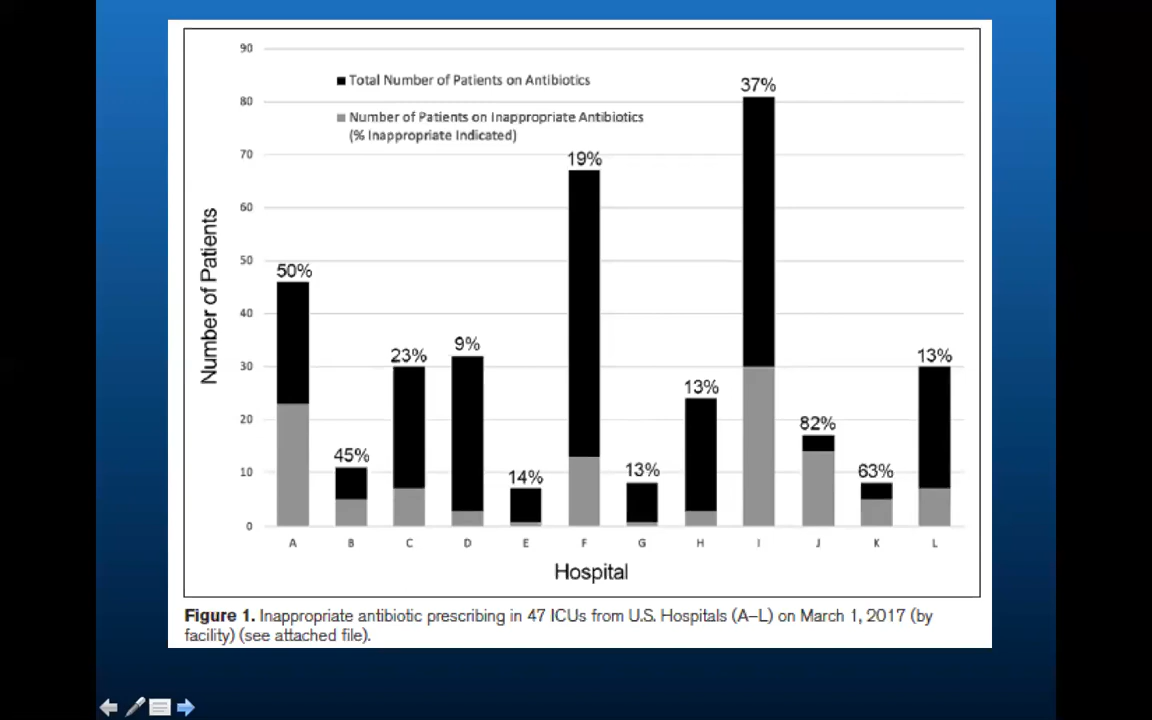 90
80
70
60
50
40
30
20
10
0
Number of Patients
■ Total Number of Patients on Antibiotics
■ Number of Patients on Inappropriate Antibiotics
(% Inappropriate Indicated)
50%
45%
23%
9%
14%
19%
13%
13%
37%
82%
63%
13%
A B C D E F G H I J K L
Hospital
Figure 1. Inappropriate antibiotic prescribing in 47 ICUs from U.S. Hospitals (A–L) on March 1, 2017 (by
facility) (see attached file).